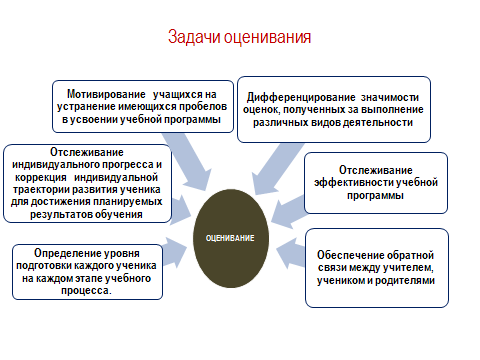 Задачи оценивания
Мотивирование учащихся на
устранение имеющихся пробелов
в усвоении учебной программы
Дифференцирование значимости
оценок, полученных за выполнение
различных видов деятельности
Отслеживание
индивидуального прогресса и
коррекция индивидуальной
траектории развития ученика
для достижения планируемых
результатов обучения
Отслеживание
эффективности учебной
программы
ОЦЕНИВАНИЕ
Определение уровня
подготовки каждого ученика
на каждом этапе учебного
процесса.
Обеспечение обратной
связи между учителем,
учеником и родителями